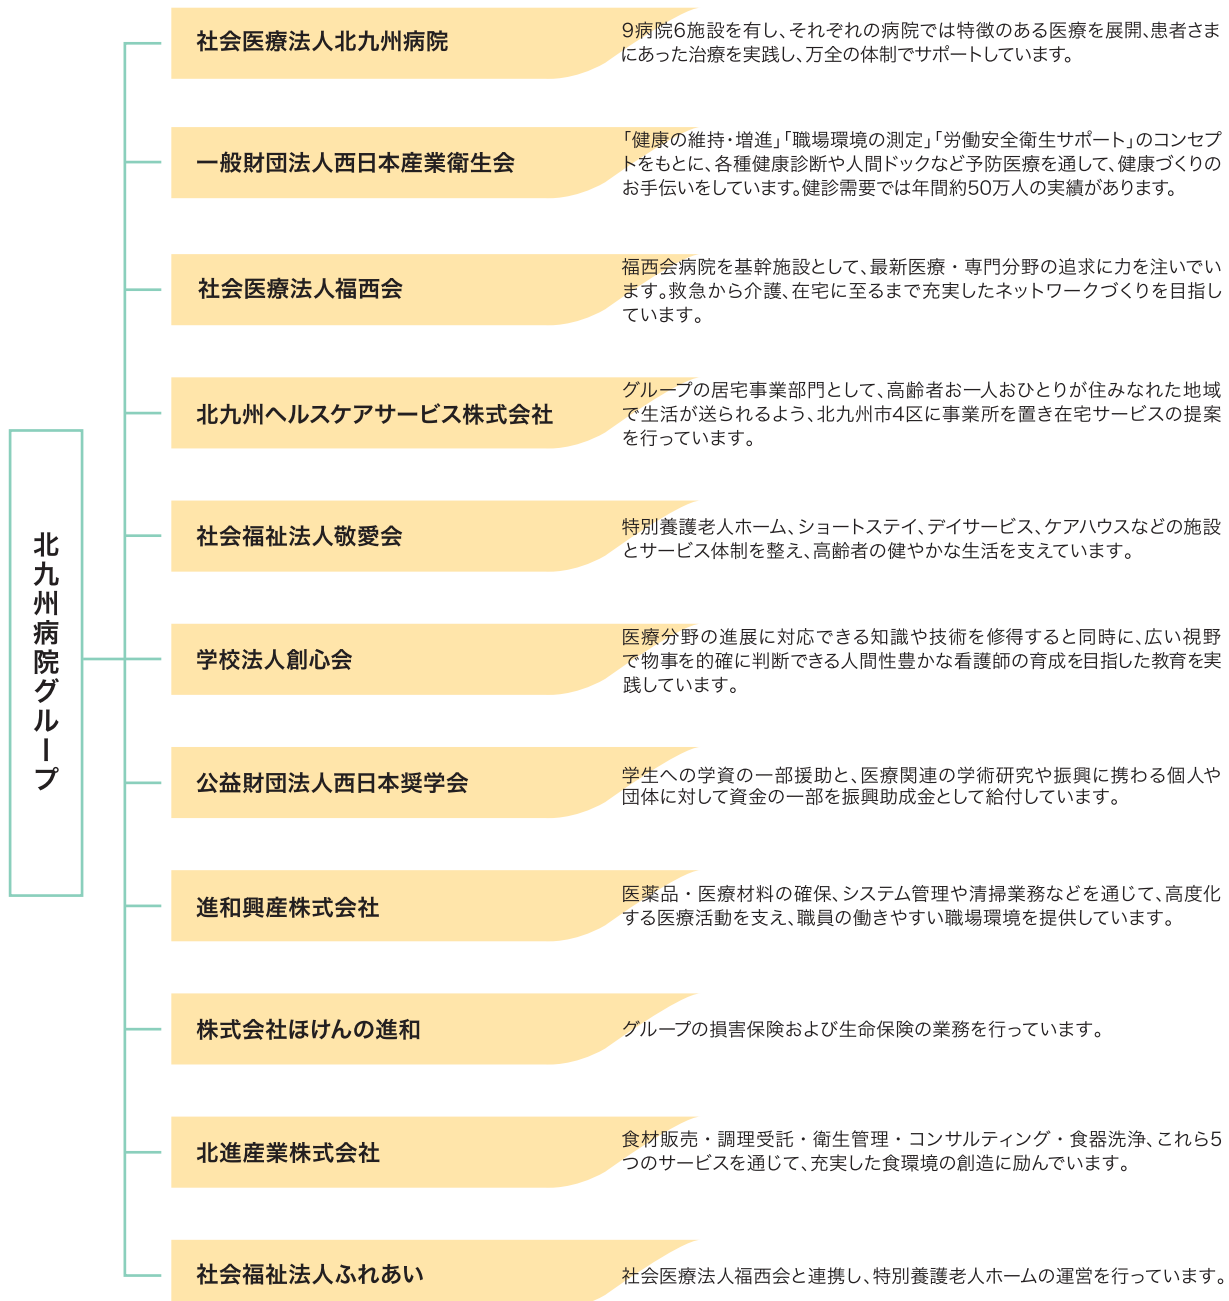 北九州病院グループ
社会医療法人北九州病院
9病院6施設を有し、それぞれの病院では特徴のある医療を展開、患者さま
にあった治療を実践し、万全の体制でサポートしています。
一般財団法人西日本産業衛生会
「健康の維持・増進」「職場環境の測定」「労働安全衛生サポート」のコンセプ
トをもとに、各種健康診断や人間ドックなど予防医療を通して、健康づくりの
お手伝いをしています。健診需要では年間約50万人の実績があります。
社会医療法人福西会
福西会病院を基幹施設として、最新医療・専門分野の追求に力を注いでい
ます。救急から介護、在宅に至るまで充実したネットワークづくりを目指し
ています。
北九州ヘルスケアサービス株式会社
グループの居宅事業部門として、高齢者お一人おひとりが住みなれた地域
で生活が送られるよう、北九州市4区に事業所を置き在宅サービスの提案
を行っています。
社会福祉法人敬愛会
特別養護老人ホーム、ショートステイ、デイサービス、ケアハウスなどの施設
とサービス体制を整え、高齢者の健やかな生活を支えています。
学校法人創心会
医療分野の進展に対応できる知識や技術を修得すると同時に、広い視野
で物事を的確に判断できる人間性豊かな看護師の育成を目指した教育を実
践しています。
公益財団法人西日本奨学会
学生への学資の一部援助と、医療関連の学術研究や振興に携わる個人や
団体に対して資金の一部を振興助成金として給付しています。
進和興産株式会社
医薬品・医療材料の確保、システム管理や清掃業務などを通じて、高度化
する医療活動を支え、職員の働きやすい職場環境を提供しています。
株式会社ほけんの進和
グループの損害保険および生命保険の業務を行っています。
北進産業株式会社
食材販売・調理受託・衛生管理・コンサルティング・食器洗浄、これら5
つのサービスを通じて、充実した食環境の創造に励んでいます。
社会福祉法人ふれあい
社会医療法人福西会と連携し、特別養護老人ホームの運営を行っています。